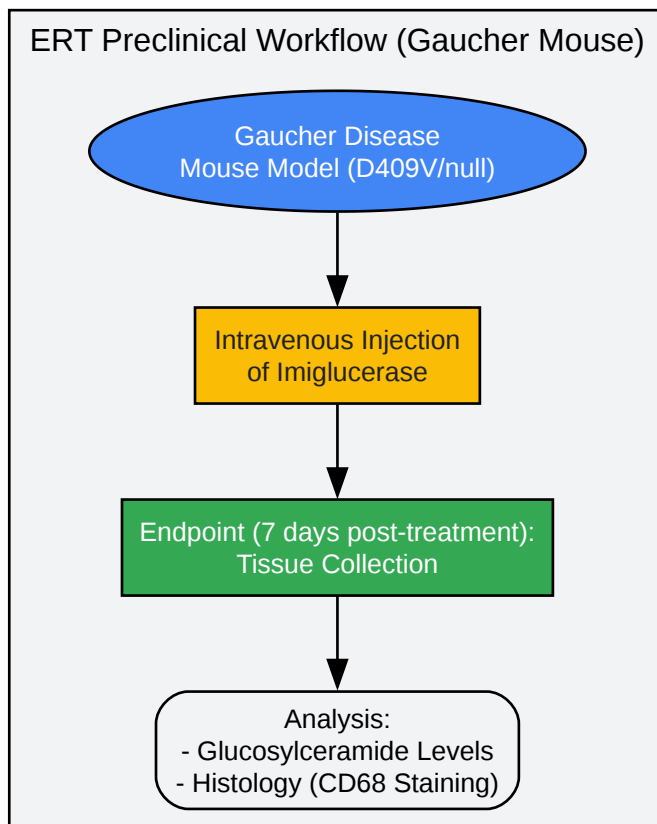 ERT Preclinical Workflow (Gaucher Mouse)
Gaucher Disease
Mouse Model (D409V/null)
Intravenous Injection
of Imiglucerase
Endpoint (7 days post-treatment):
Tissue Collection
Analysis:
- Glucosylceramide Levels
- Histology (CD68 Staining)